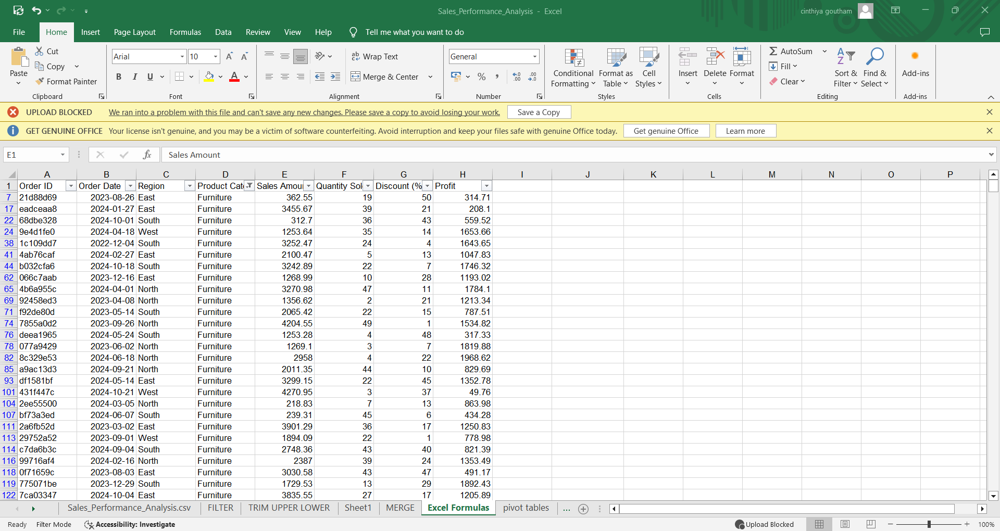 Sales_Performance_Analysis - Excel
cinthiya goutham
File Home Insert Page Layout Formulas Data Review View Help Tell me what you want to do
Paste
Cut
Copy
Format Painter
Clipboard
Arial 10
B I U
Font
Wrap Text
Merge & Center
Alignment
General
Number
Conditional Formatting
Format as Table
Cell Styles
Styles
Insert Delete Format
Cells
AutoSum
Fill
Clear
Sort & Filter
Find & Select
Editing
Add-ins
Add-ins
UPLOAD BLOCKED We ran into a problem with this file and can't save any new changes. Please save a copy to avoid losing your work. Save a Copy
GET GENUINE OFFICE Your license isn't genuine, and you may be a victim of software counterfeiting. Avoid interruption and keep your files safe with genuine Office today. Get genuine Office Learn more
E1 fx Sales Amount
A B C D E F G H I J K L M N O P
1 Order ID Order Date Region Product Cat Sales Amou Quantity Sol Discount (% Profit
7 21d88d69 2023-08-26 East Furniture 362.55 19 50 314.71
17 eadceaa8 2024-01-27 East Furniture 3455.67 39 21 208.1
22 68dbe328 2024-10-01 South Furniture 312.7 36 43 559.52
24 9e4d1fe0 2024-04-18 West Furniture 1253.64 35 14 1653.66
38 1c109dd7 2022-12-04 South Furniture 3252.47 24 4 1643.65
41 4ab76caf 2024-02-27 East Furniture 2100.47 5 13 1047.83
44 b032cfa6 2024-10-18 South Furniture 3242.89 22 7 1746.32
62 066c7aab 2023-12-16 East Furniture 1268.99 10 28 1193.02
65 4b6a955c 2024-04-01 North Furniture 3270.98 47 11 1784.1
69 92458ed3 2023-04-08 North Furniture 1356.62 2 21 1213.34
71 f92de80d 2023-05-14 South Furniture 2065.42 22 15 787.51
74 7855a0d2 2023-09-26 North Furniture 4204.55 49 1 1534.82
76 deea1965 2024-05-24 South Furniture 1253.28 4 48 317.33
78 077a9429 2023-06-02 North Furniture 1269.1 3 7 1819.88
82 8c329e53 2024-06-18 North Furniture 2958 4 22 1968.62
85 a9ac13d3 2024-09-21 North Furniture 2011.35 44 10 829.69
93 df1581bf 2024-05-14 East Furniture 3299.15 22 45 1352.78
101 431f447c 2024-10-21 West Furniture 4270.95 3 37 49.76
104 2ee55500 2024-03-05 North Furniture 218.83 7 13 863.98
107 bf73a3ed 2024-06-07 South Furniture 239.31 45 6 434.28
111 2a6fb52d 2023-03-02 East Furniture 3901.29 36 17 1250.83
113 29752a52 2023-09-01 West Furniture 1894.09 22 1 778.98
114 c7da6b3c 2024-09-04 South Furniture 2748.36 43 40 821.39
116 99716af4 2024-02-16 North Furniture 2387 39 24 1353.49
118 0f71659c 2023-08-03 East Furniture 3030.58 43 47 491.17
119 775071be 2023-12-29 South Furniture 1729.53 13 29 1892.43
122 7ca03347 2024-10-04 East Furniture 3835.55 27 17 1205.89
Sales_Performance_Analysis.csv FILTER TRIM UPPER LOWER Sheet1 MERGE Excel Formulas pivot tables ...
Ready Filter Mode Accessibility: Investigate Upload Blocked 100%